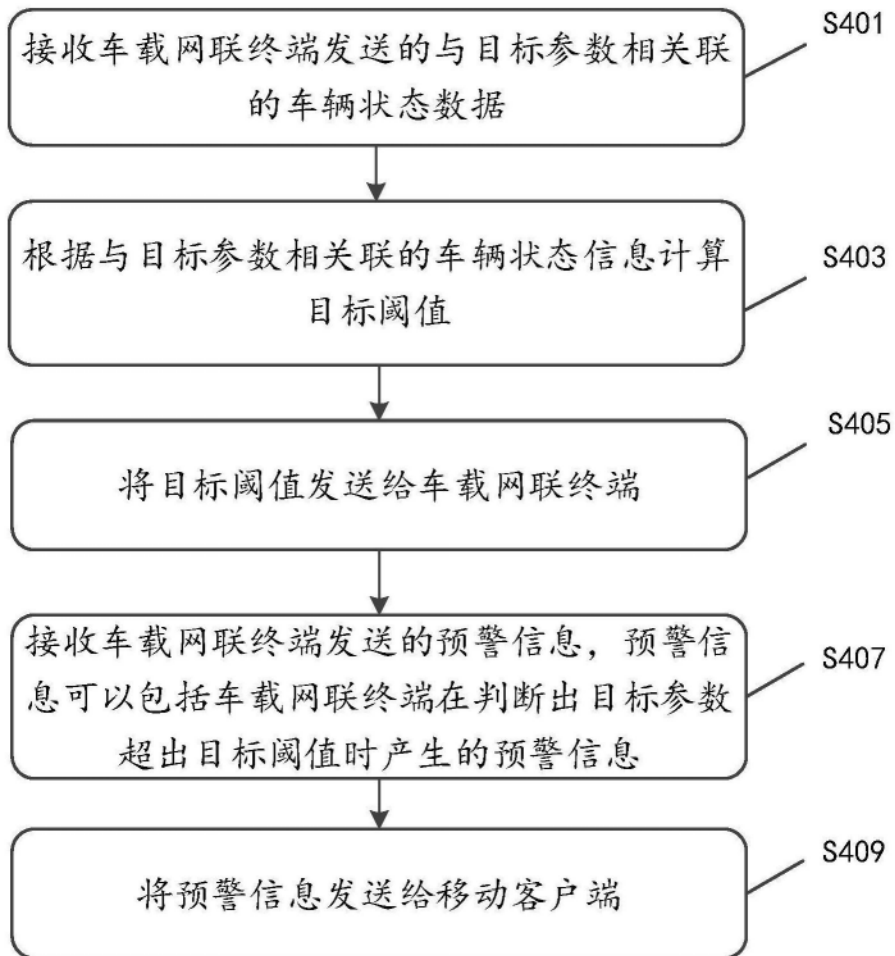 S401
接收车载网联终端发送的与目标参数相关联
的车辆状态数据
S403
根据与目标参数相关联的车辆状态信息计算
目标阈值
S405
将目标阈值发送给车载网联终端
S407
接收车载网联终端发送的预警信息，预警信
息可以包括车载网联终端在判断出目标参数
超出目标阈值时产生的预警信息
S409
将预警信息发送给移动客户端